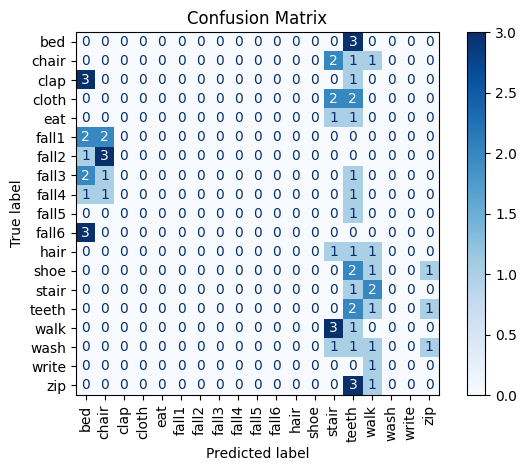 Confusion Matrix
bed 0 0 0 0 0 0 0 0 0 0 0 0 0 0 3 0 0 0 0
chair 0 0 0 0 0 0 0 0 0 0 0 0 0 2 1 1 0 0 0
clap 3 0 0 0 0 0 0 0 0 0 0 0 0 0 1 0 0 0 0
cloth 0 0 0 0 0 0 0 0 0 0 0 0 0 2 2 0 0 0 0
eat 0 0 0 0 0 0 0 0 0 0 0 0 0 1 1 0 0 0 0
fall1 2 2 0 0 0 0 0 0 0 0 0 0 0 0 0 0 0 0 0
fall2 1 3 0 0 0 0 0 0 0 0 0 0 0 0 0 0 0 0 0
fall3 2 1 0 0 0 0 0 0 0 0 0 0 0 0 1 0 0 0 0
fall4 1 1 0 0 0 0 0 0 0 0 0 0 0 0 1 0 0 0 0
fall5 0 0 0 0 0 0 0 0 0 0 0 0 0 0 1 0 0 0 0
fall6 3 0 0 0 0 0 0 0 0 0 0 0 0 0 0 0 0 0 0
hair 0 0 0 0 0 0 0 0 0 0 0 0 0 1 1 1 0 0 0
shoe 0 0 0 0 0 0 0 0 0 0 0 0 0 0 2 1 0 0 1
stair 0 0 0 0 0 0 0 0 0 0 0 0 0 0 1 2 0 0 0
teeth 0 0 0 0 0 0 0 0 0 0 0 0 0 0 2 1 0 0 1
walk 0 0 0 0 0 0 0 0 0 0 0 0 0 3 1 0 0 0 0
wash 0 0 0 0 0 0 0 0 0 0 0 0 0 1 1 1 0 0 1
write 0 0 0 0 0 0 0 0 0 0 0 0 0 0 0 1 0 0 0
zip 0 0 0 0 0 0 0 0 0 0 0 0 0 0 3 1 0 0 0
True label
bed chair clap cloth eat fall1 fall2 fall3 fall4 fall5 fall6 hair shoe stair teeth walk wash write zip
Predicted label
3.0
2.5
2.0
1.5
1.0
0.5
0.0